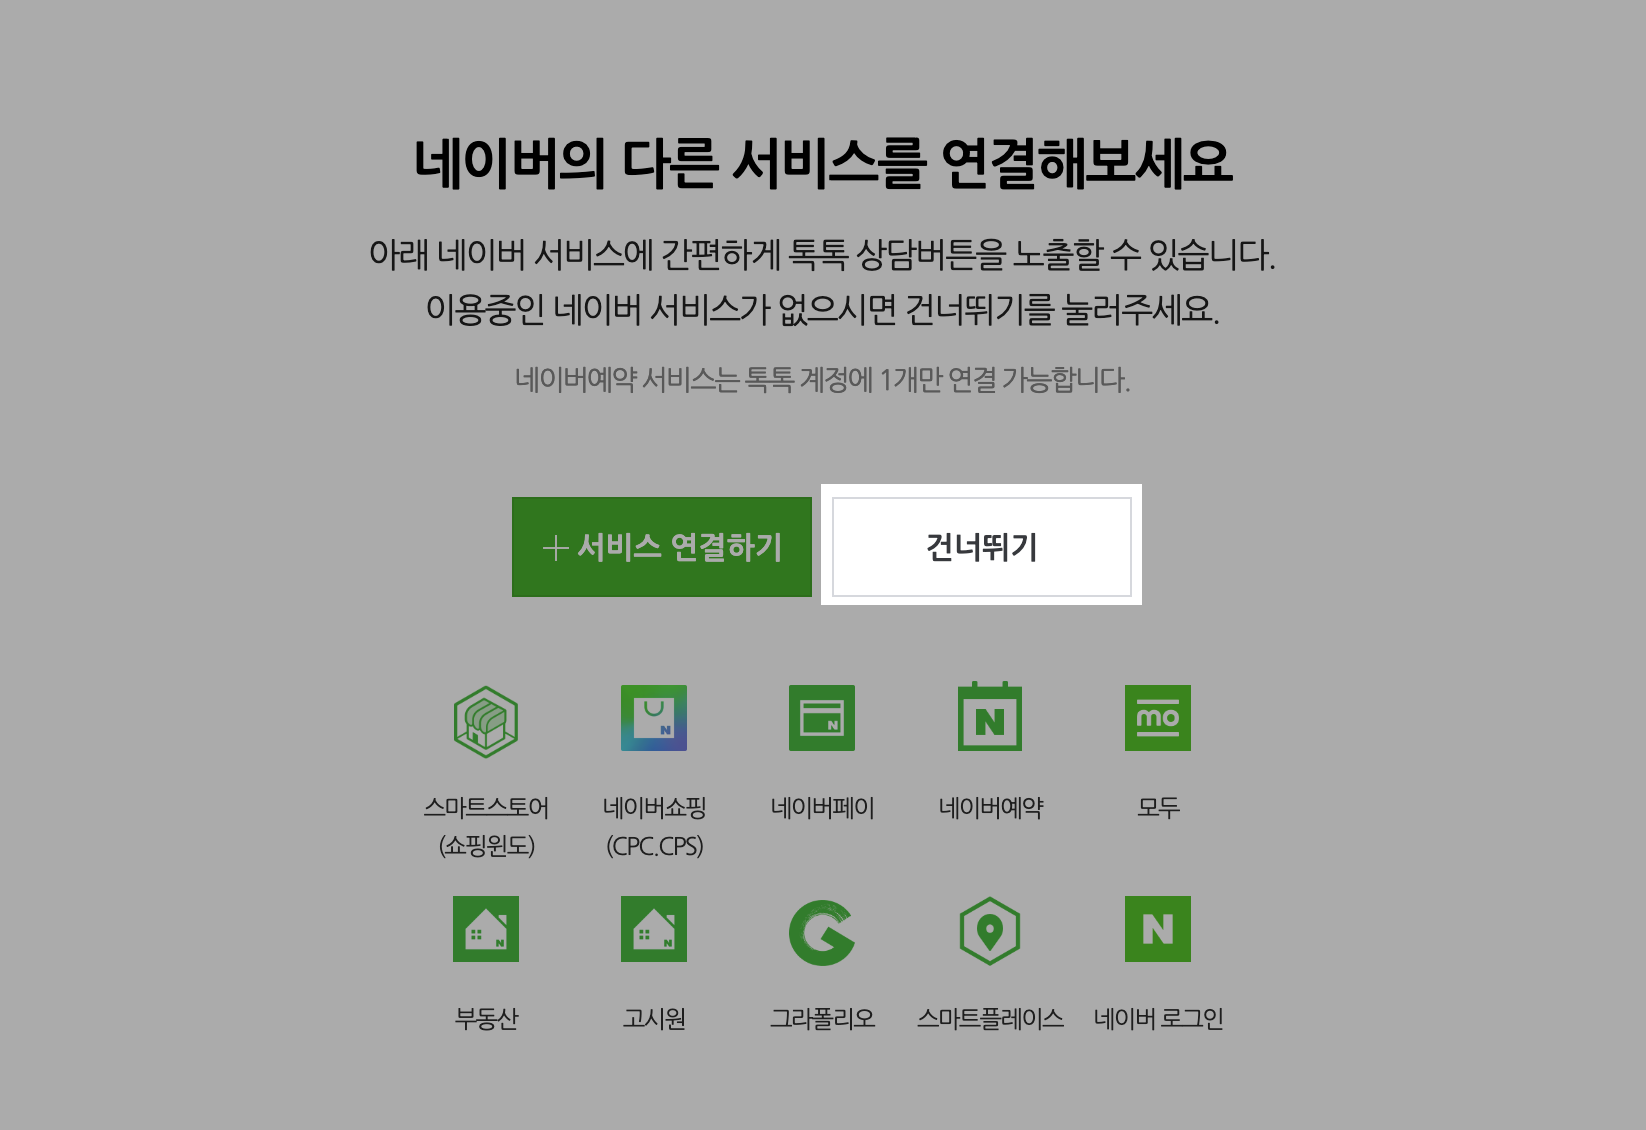 네이버의 다른 서비스를 연결해보세요
아래 네이버 서비스에 간편하게 톡톡 상담버튼을 노출할 수 있습니다.
이용중인 네이버 서비스가 없으시면 건너뛰기를 눌러주세요.
네이버예약 서비스는 톡톡 계정에 1개만 연결 가능합니다.
+ 서비스 연결하기
건너뛰기
N
N
N
mo
스마트스토어
(쇼핑윈도)
네이버쇼핑
(CPC.CPS)
네이버페이
네이버예약
모두
N
N
N
부동산
고시원
그라폴리오
스마트플레이스
네이버 로그인